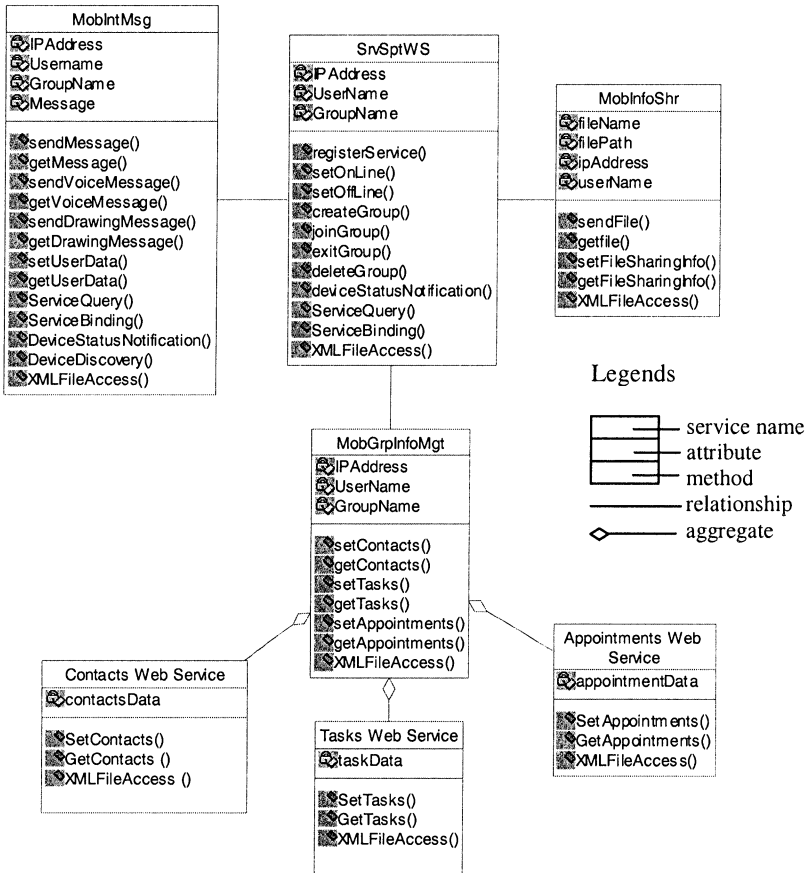 MobIntMsg
IPAddress
Username
GroupName
Message
sendMessage()
getMessage()
sendVoiceMessage()
getVoiceMessage()
sendDrawingMessage()
getDrawingMessage()
setUserData()
getUserData()
ServiceQuery()
ServiceBinding()
DeviceStatusNotification()
DeviceDiscovery()
XMLFileAccess()
SrvSptWS
IPAddress
UserName
GroupName
registerService()
setOnLine()
setOffLine()
createGroup()
joinGroup()
exitGroup()
deleteGroup()
deviceStatusNotification()
ServiceQuery()
ServiceBinding()
XMLFileAccess()
MobInfoShr
fileName
filePath
ipAddress
userName
sendFile()
getfile()
setFileSharingInfo()
getFileSharingInfo()
XMLFileAccess()
Legends
service name
attribute
method
relationship
aggregate
MobGrpInfoMgt
IPAddress
UserName
GroupName
setContacts()
getContacts()
setTasks()
getTasks()
setAppointments()
getAppointments()
XMLFileAccess()
Contacts Web Service
contactsData
SetContacts()
GetContacts ()
XMLFileAccess ()
Tasks Web Service
taskData
SetTasks()
GetTasks()
XMLFileAccess()
Appointments Web
Service
appointmentData
SetAppointments()
GetAppointments()
XMLFileAccess()